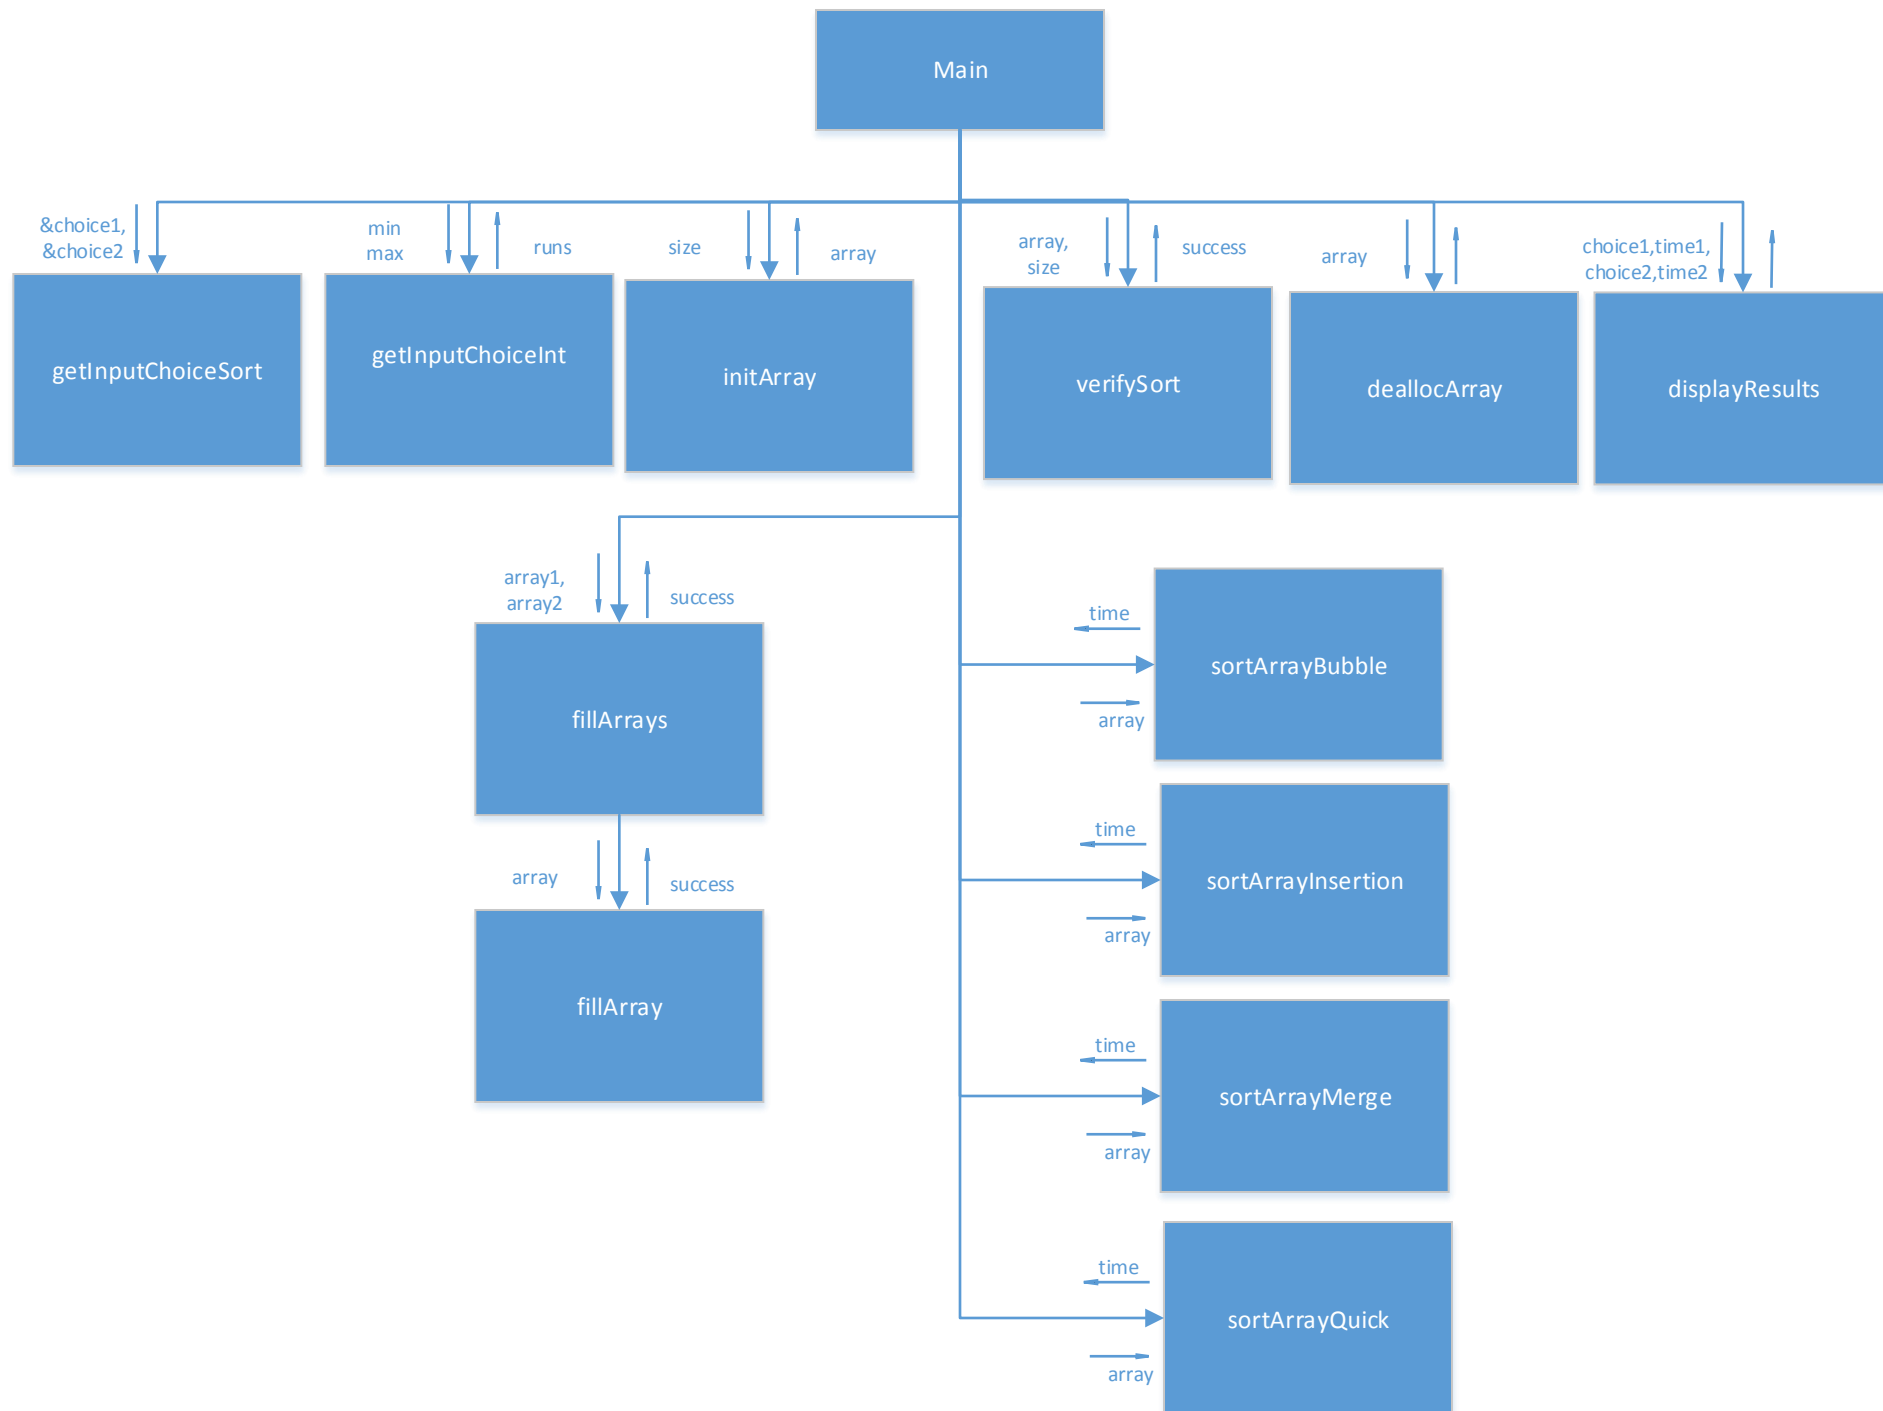 Main
&choice1,
&choice2
min
max
runs
size
array
array,
size
success
array
choice1,time1,
choice2,time2
getInputChoiceSort
getInputChoiceInt
initArray
verifySort
deallocArray
displayResults
array1,
array2
success
fillArrays
array
success
fillArray
time
sortArrayBubble
array
time
sortArrayInsertion
array
time
sortArrayMerge
array
time
sortArrayQuick
array